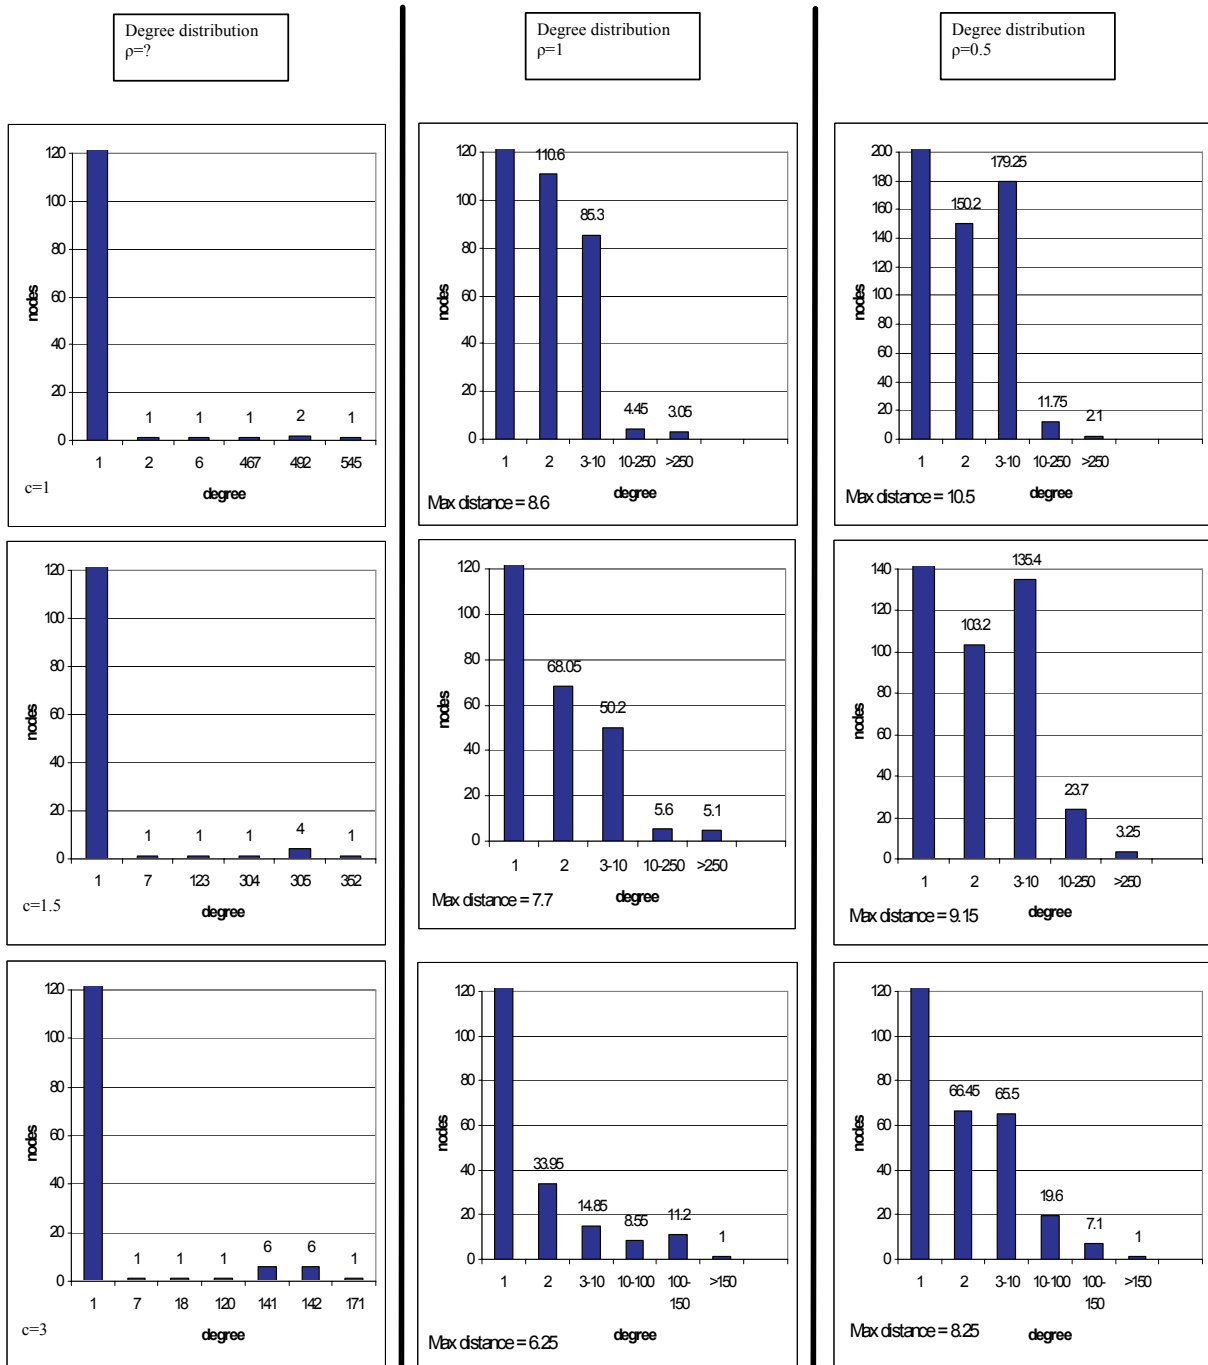 Degree distribution
ρ=?
Degree distribution
ρ=1
Degree distribution
ρ=0.5
120
100
80
60
40
20
0
nodes
1 1 1 2 1
1 2 6 467 492 545
degree
c=1
120
100
80
60
40
20
0
nodes
110.6
85.3
4.45
3.05
1 2 3-10 10-250 >250
degree
Max distance = 8.6
200
180
160
140
120
100
80
60
40
20
0
nodes
150.2
179.25
11.75
2.1
1 2 3-10 10-250 >250
degree
Max distance = 10.5
120
100
80
60
40
20
0
nodes
1 1 1 4 1
1 7 123 304 305 352
degree
c=1.5
120
100
80
60
40
20
0
nodes
68.05
50.2
5.6
5.1
1 2 3-10 10-250 >250
degree
Max distance = 7.7
140
120
100
80
60
40
20
0
nodes
103.2
135.4
23.7
3.25
1 2 3-10 10-250 >250
degree
Max distance = 9.15
120
100
80
60
40
20
0
nodes
1 1 1 6 6 1
1 7 18 120 141 142 171
degree
c=3
120
100
80
60
40
20
0
nodes
33.95
14.85
8.55
11.2
1
1 2 3-10 10-100 100-
150 >150
degree
Max distance = 6.25
120
100
80
60
40
20
0
nodes
66.45
65.5
19.6
7.1
1
1 2 3-10 10-100 100-
150 >150
degree
Max distance = 8.25